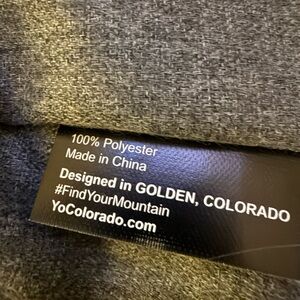 100% Polyester
Made in China
Designed in GOLDEN, COLORADO
#FindYourMountain
YoColorado.com